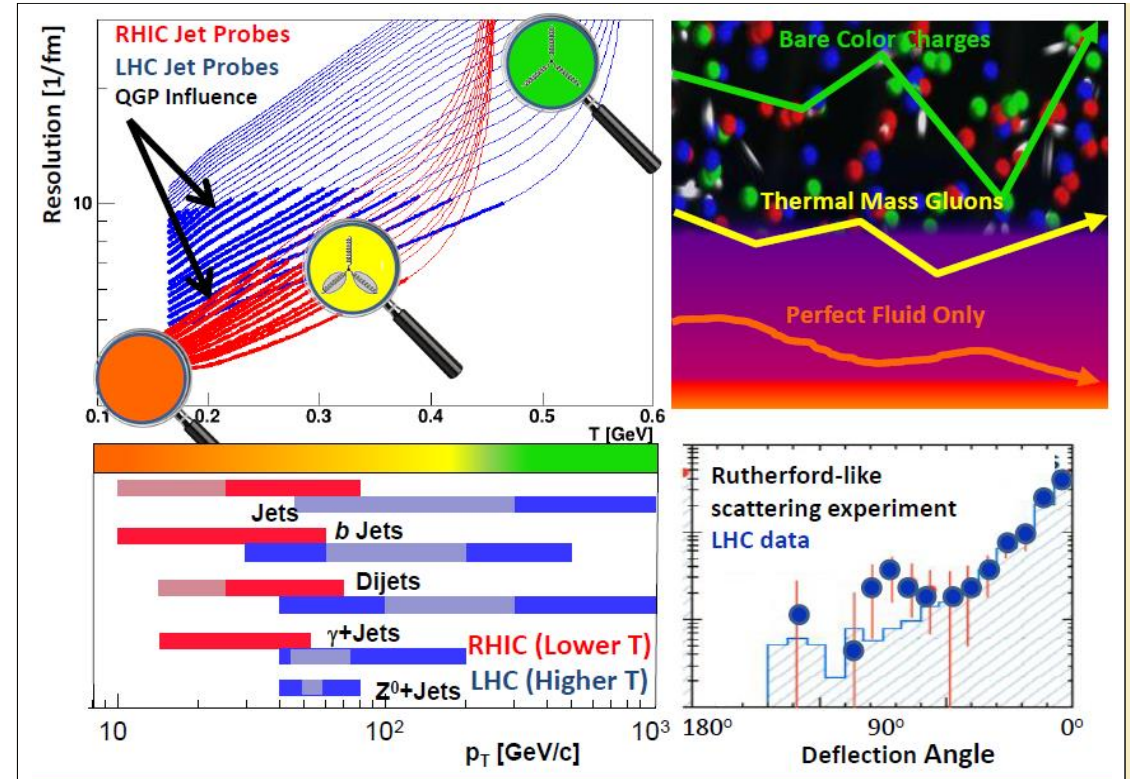 RHIC Jet Probes
LHC Jet Probes
QGP Influence
Resolution [1/fm]
10
0.1 0.2 0.3 0.4 0.5 0.6
T [GeV]
Bare Color Charges
Thermal Mass Gluons
Perfect Fluid Only
Jets
b Jets
Dijets
γ+Jets
Z⁰+Jets
RHIC (Lower T)
LHC (Higher T)
10 10² 10³
p_T [GeV/c]
Rutherford-like
scattering experiment
LHC data
180º 90º 0º
Deflection Angle